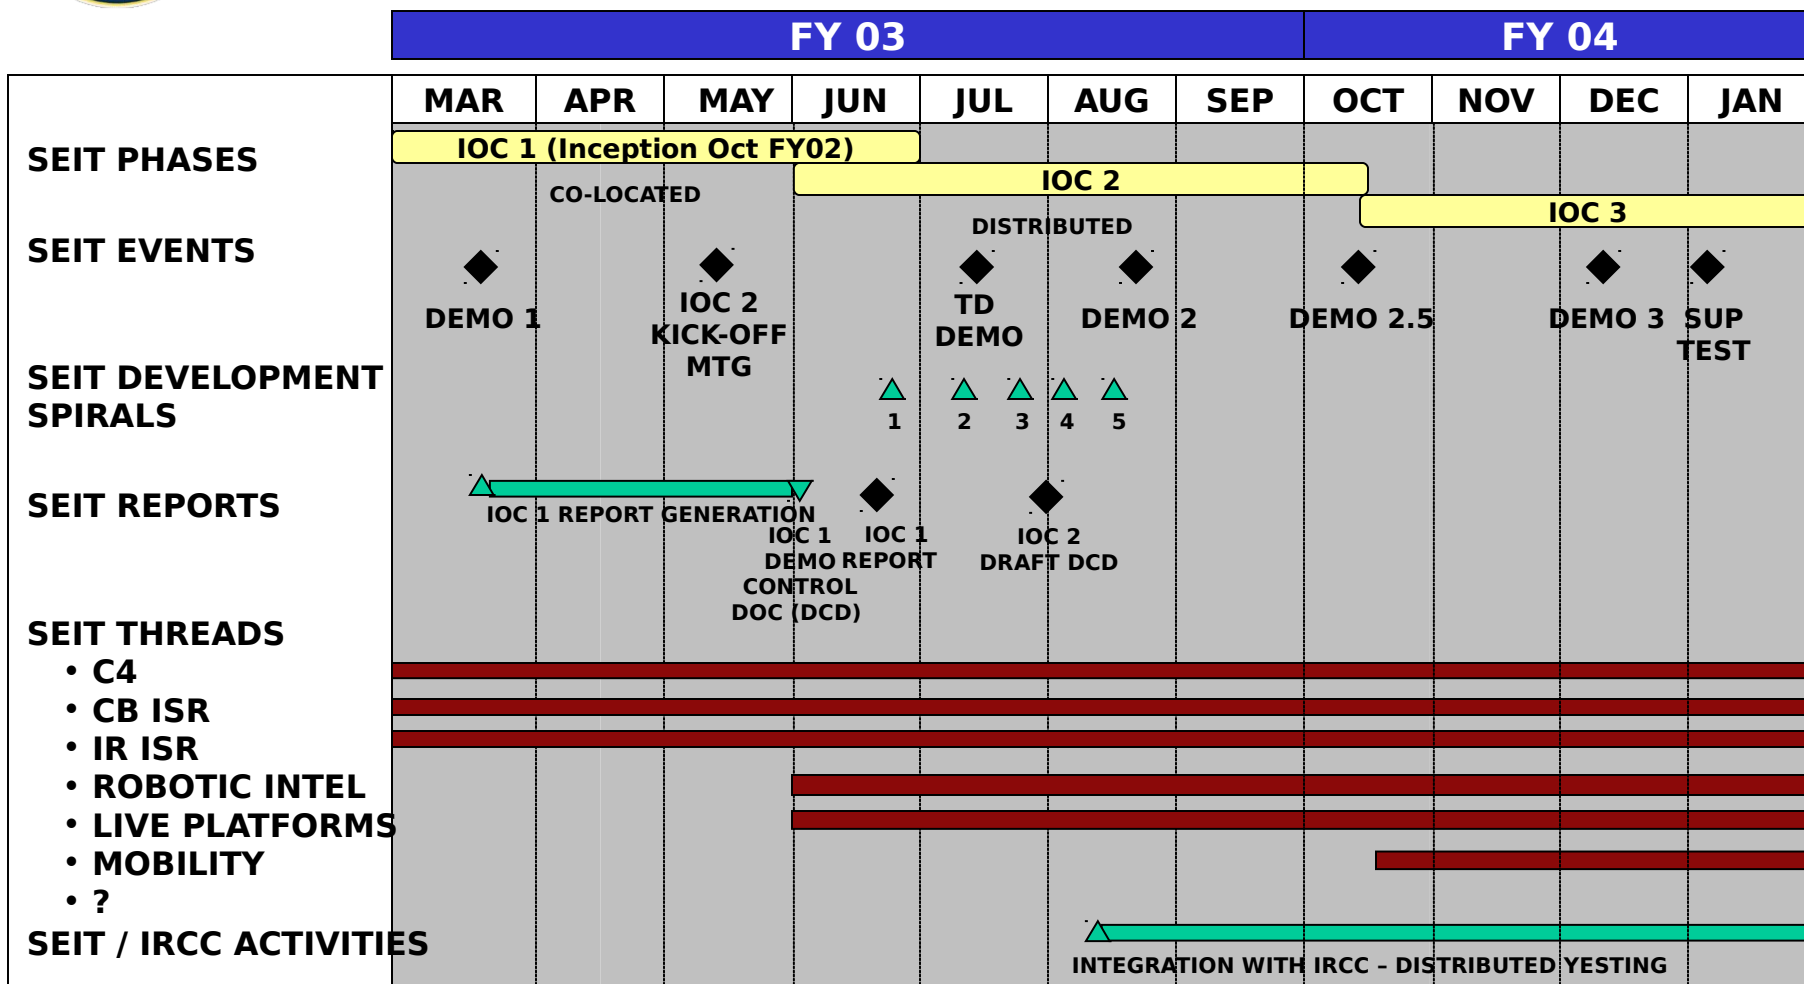 FY 03
FY 04
MAR
APR
MAY
JUN
JUL
AUG
SEP
OCT
NOV
DEC
JAN
SEIT PHASES
IOC 1 (Inception Oct FY02)
IOC 2
IOC 3
CO-LOCATED
DISTRIBUTED
SEIT EVENTS
DEMO 1
IOC 2
KICK-OFF
MTG
TD
DEMO
DEMO 2
DEMO 2.5
DEMO 3
SUP
TEST
SEIT DEVELOPMENT
SPIRALS
1
2
3
4
5
SEIT REPORTS
IOC 1 REPORT GENERATION
IOC 1
DEMO
CONTROL
DOC (DCD)
IOC 1
REPORT
IOC 2
DRAFT DCD
SEIT THREADS
• C4
• CB ISR
• IR ISR
• ROBOTIC INTEL
• LIVE PLATFORMS
• MOBILITY
• ?
SEIT / IRCC ACTIVITIES
INTEGRATION WITH IRCC – DISTRIBUTED YESTING